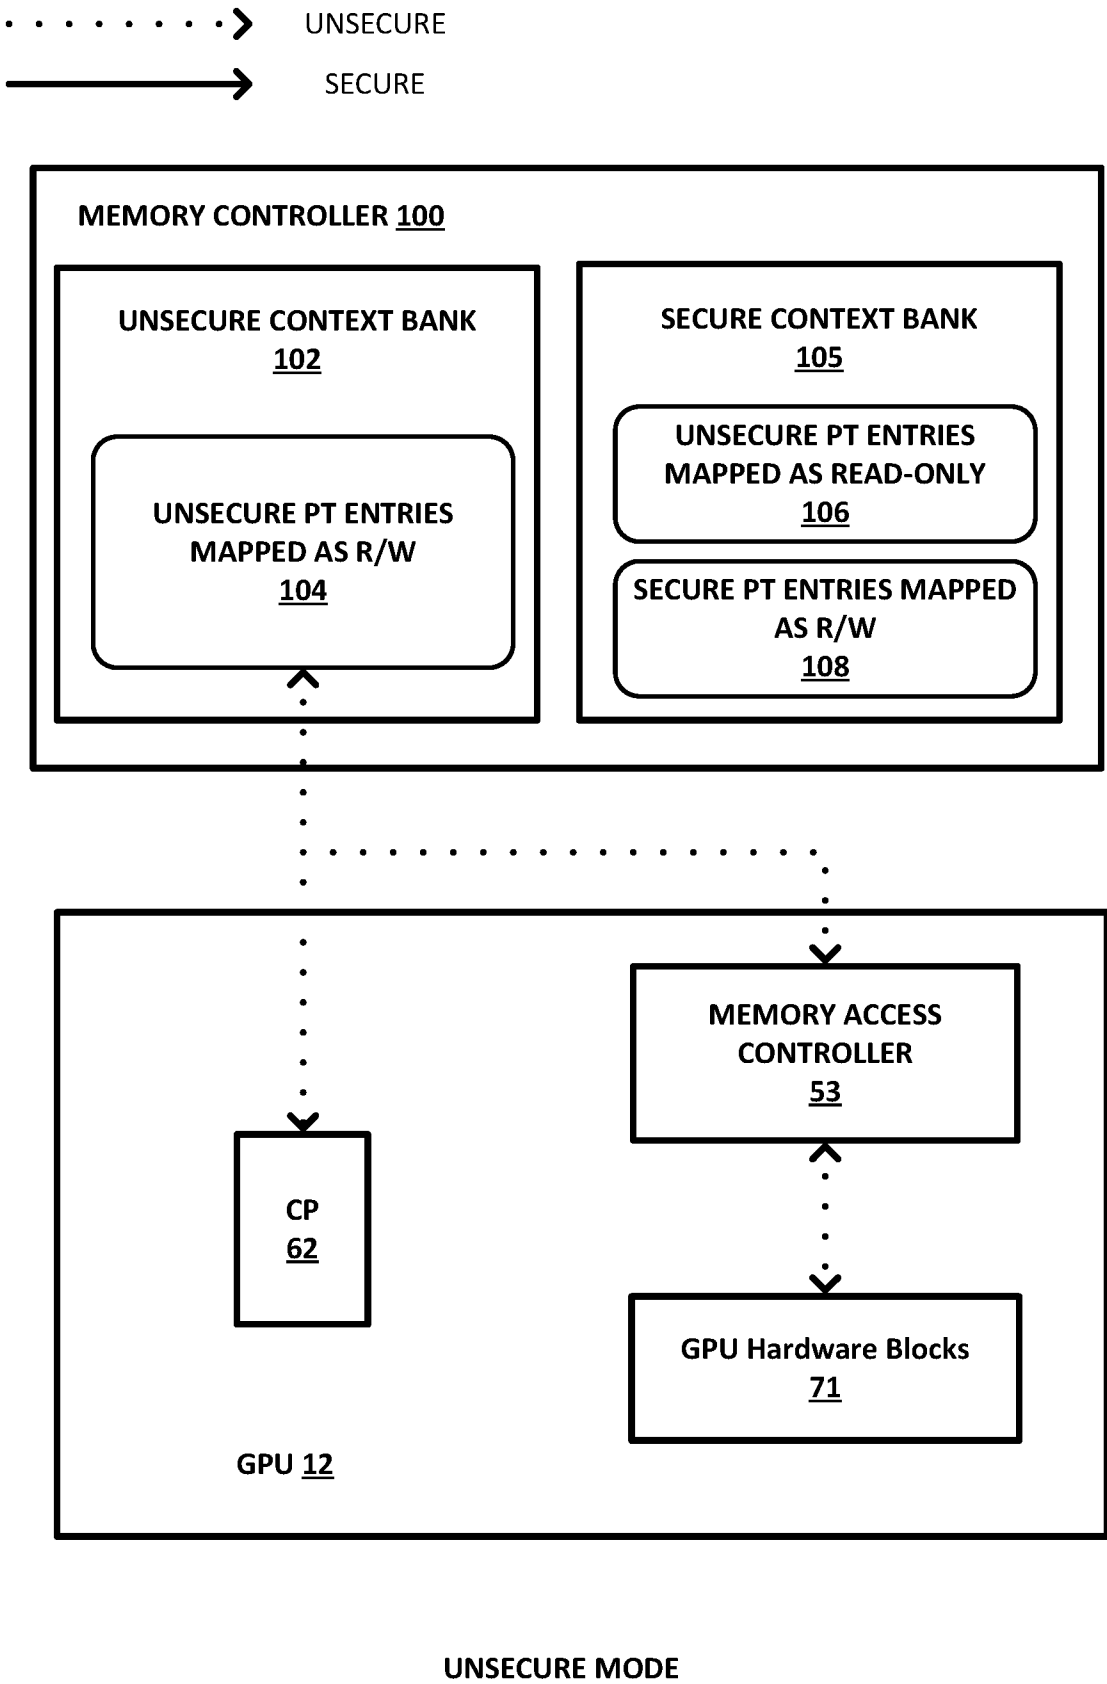 UNSECURE
SECURE
MEMORY CONTROLLER 100
UNSECURE CONTEXT BANK
102
UNSECURE PT ENTRIES
MAPPED AS R/W
104
SECURE CONTEXT BANK
105
UNSECURE PT ENTRIES
MAPPED AS READ-ONLY
106
SECURE PT ENTRIES MAPPED
AS R/W
108
MEMORY ACCESS
CONTROLLER
53
CP
62
GPU Hardware Blocks
71
GPU 12
UNSECURE MODE